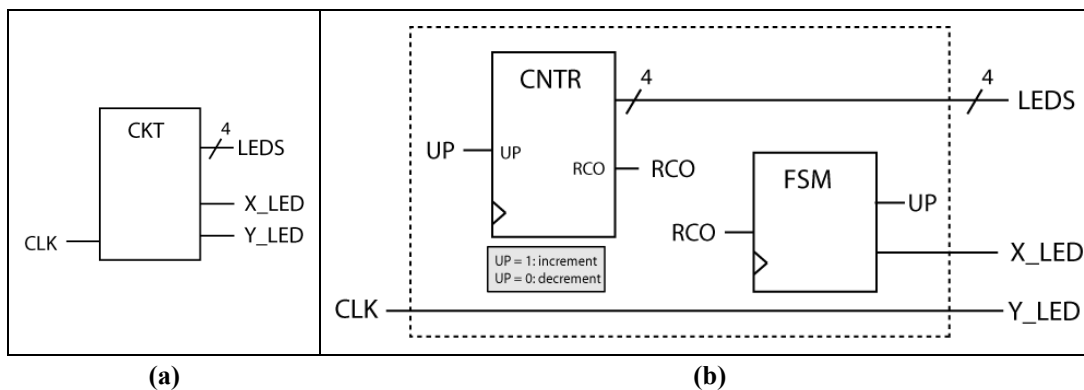 CKT
4
LEDS
X_LED
CLK
Y_LED
(a)
CNTR
4
4
LEDS
UP
UP
RCO
RCO
FSM
UP
RCO
X_LED
UP = 1: increment
UP = 0: decrement
CLK
Y_LED
(b)